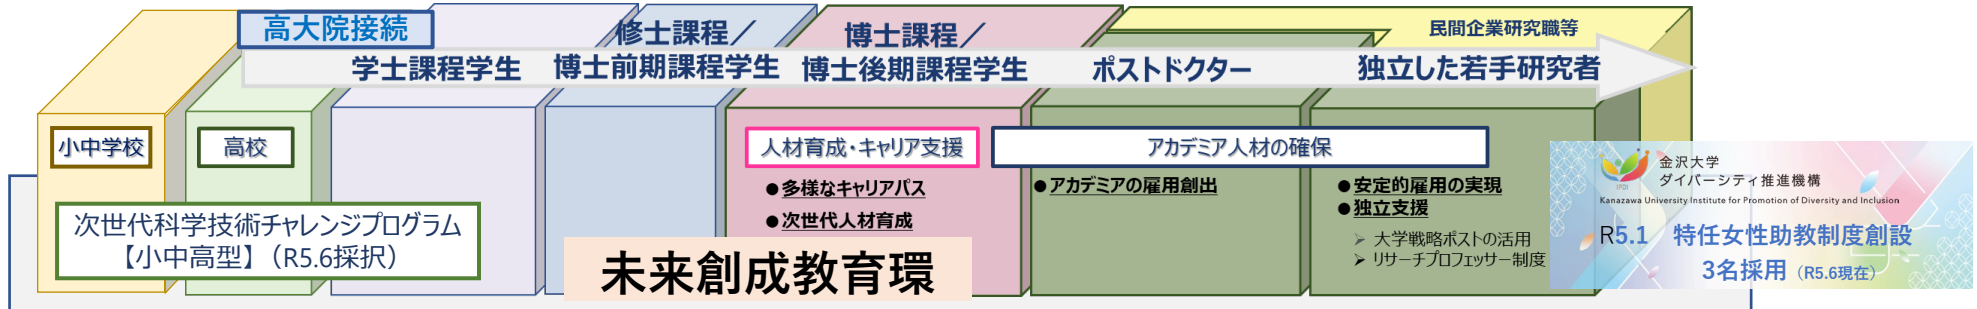 高大院接続
学士課程学生
修士課程／
博士前期課程学生
博士課程／
博士後期課程学生
ポストドクター
民間企業研究職等
独立した若手研究者
小中学校
高校
次世代科学技術チャレンジプログラム
【小中高型】（R5.6採択）
人材育成・キャリア支援
●多様なキャリアパス
●次世代人材育成
未来創成教育環
アカデミア人材の確保
●アカデミアの雇用創出
●安定的雇用の実現
●独立支援
➢ 大学戦略ポストの活用
➢ リサーチプロフェッサー制度
IPDI
金沢大学
ダイバーシティ推進機構
Kanazawa University Institute for Promotion of Diversity and Inclusion
R5.1 特任女性助教制度創設
3名採用（R5.6現在）